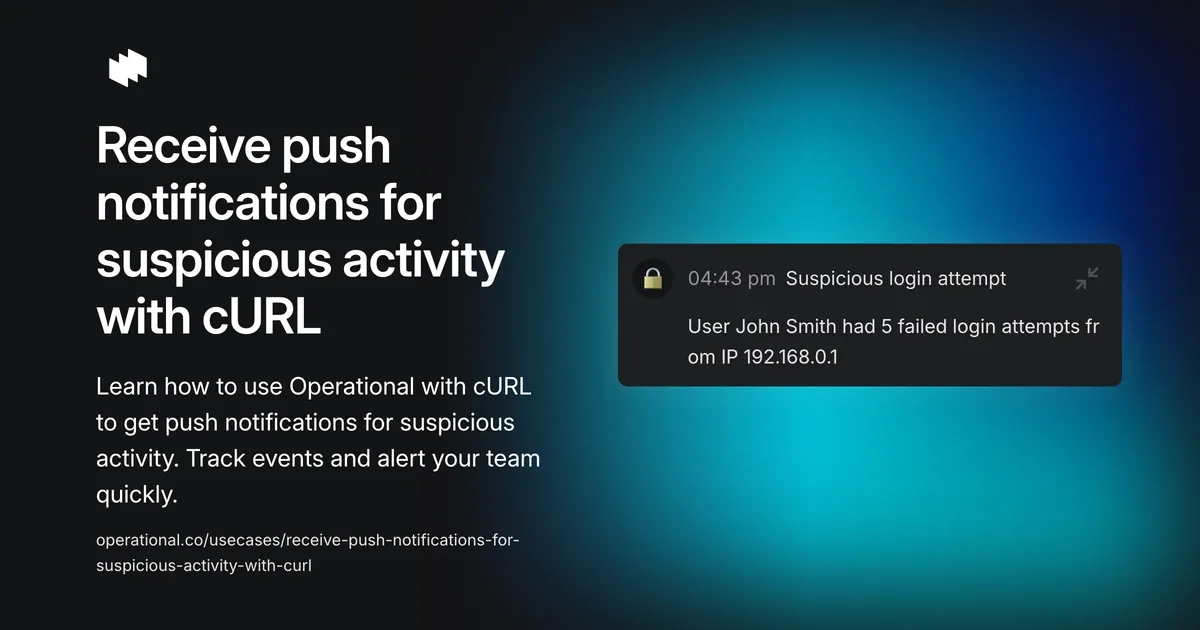 Receive push
notifications for
suspicious activity
with cURL
Learn how to use Operational with cURL
to get push notifications for suspicious
activity. Track events and alert your team
quickly.
operational.co/usecases/receive-push-notifications-for-
suspicious-activity-with-curl
04:43 pm Suspicious login attempt
User John Smith had 5 failed login attempts fr
om IP 192.168.0.1